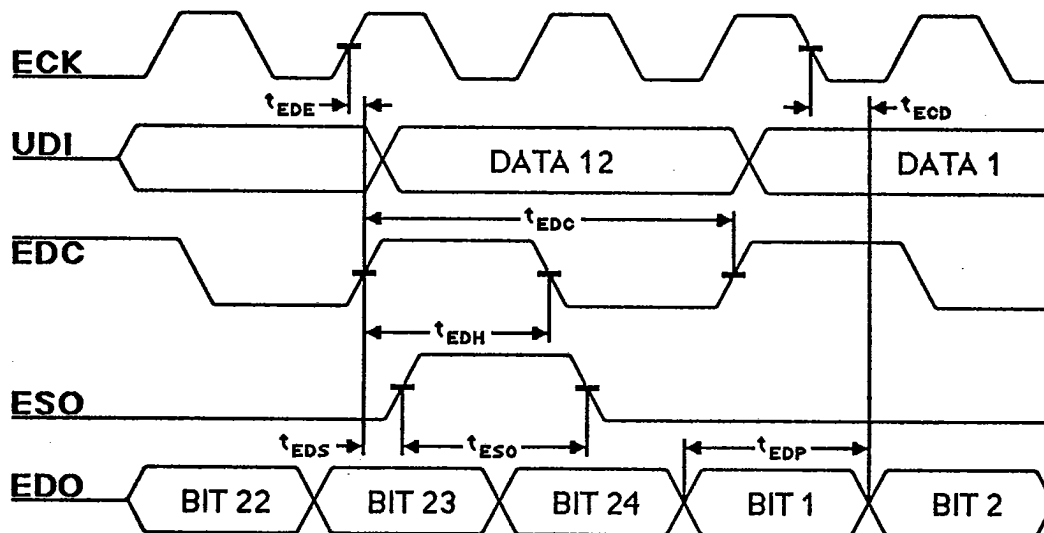 ECK
tEDE
tECD
UDI
DATA 12
DATA 1
tEDC
EDC
tEDH
ESO
tEDS
tESO
tEDP
EDO
BIT 22
BIT 23
BIT 24
BIT 1
BIT 2